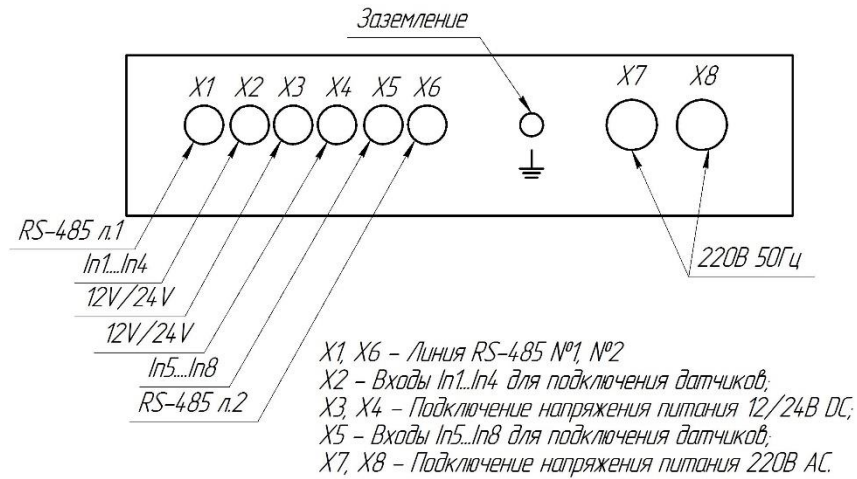 Заземление
X1 X2 X3 X4 X5 X6 X7 X8
RS-485 л.1
In1...In4
12V/24V
12V/24V
In5....In8
RS-485 л.2
220В 50Гц
X1, X6 – Линия RS-485 №1, №2
X2 – Входы In1...In4 для подключения датчиков;
X3, X4 – Подключение напряжения питания 12/24В DC;
X5 – Входы In5...In8 для подключения датчиков;
X7, X8 – Подключение напряжения питания 220В AC.